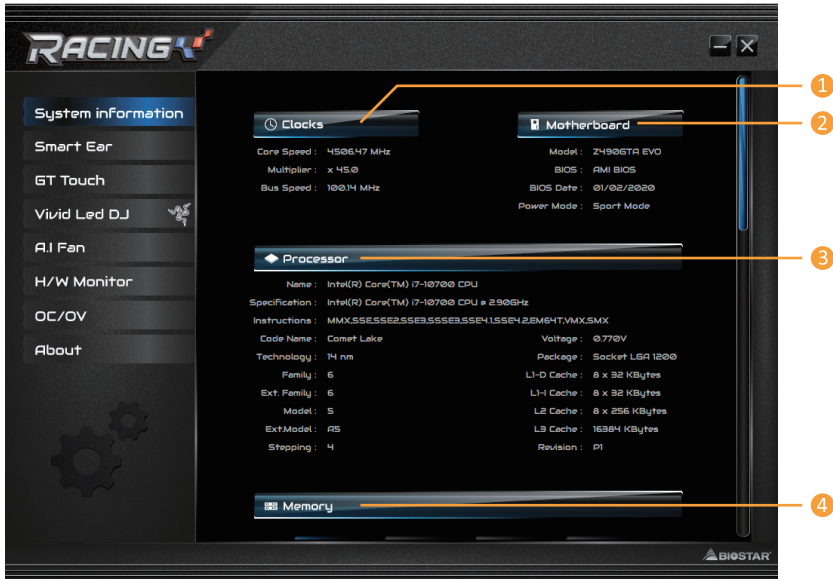 RACING
System information
Smart Ear
GT Touch
Vivid Led DJ
A.I Fan
H/W Monitor
OC/OV
About
Clocks
Core Speed : 4506.47 MHz
Multiplier : x 45.0
Bus Speed : 100.14 MHz
1
Motherboard
Model : Z490GTA EVO
BIOS : AMI BIOS
BIOS Date : 01/02/2020
Power Mode : Sport Mode
2
Processor
3
Name : Intel(R) Core(TM) i7-10700 CPU
Specification : Intel(R) Core(TM) i7-10700 CPU @ 2.90GHz
Instructions : MMX,SSE,SSE2,SSE3,SSSE3,SSE4.1,SSE4.2,EM64T,VMX,SMX
Code Name : Comet Lake
Technology : 14 nm
Family : 6
Ext. Family : 6
Model : 5
Ext.Model : A5
Stepping : 4
Voltage : 0.770V
Package : Socket LGA 1200
L1-D Cache : 8 x 32 KBytes
L1-I Cache : 8 x 32 KBytes
L2 Cache : 8 x 256 KBytes
L3 Cache : 16384 KBytes
Revision : P1
Memory
4
BIOSTAR